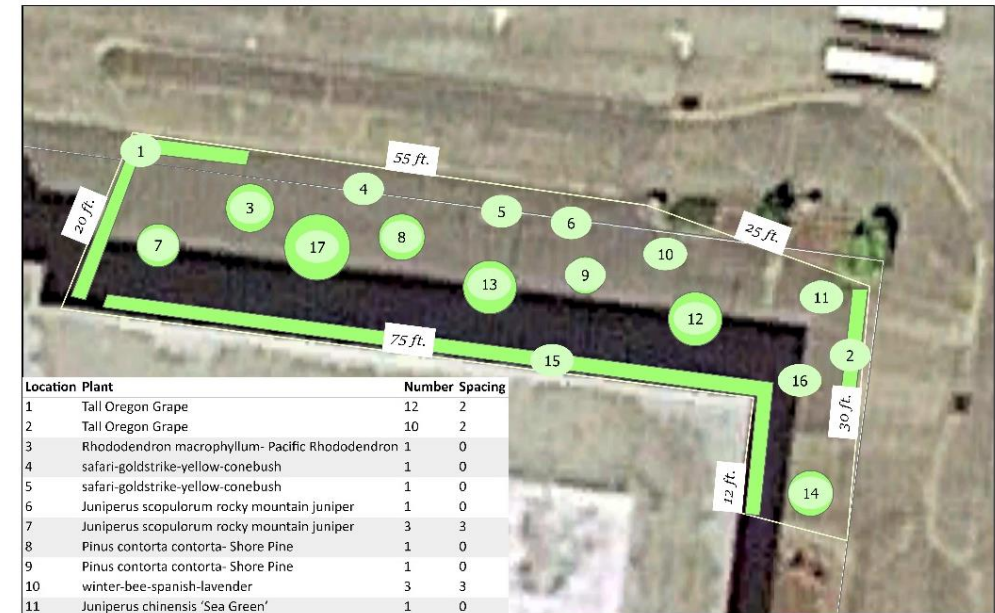 1
55 ft.
4
3
5
6
20 ft.
25 ft.
7
17
8
10
9
13
11
12
75 ft.
15
2
16
30 ft.
12 ft.
14
Location Plant Number Spacing
1 Tall Oregon Grape 12 2
2 Tall Oregon Grape 10 2
3 Rhododendron macrophyllum- Pacific Rhododendron 1 0
4 safari-goldstrike-yellow-conebush 1 0
5 safari-goldstrike-yellow-conebush 1 0
6 Juniperus scopulorum rocky mountain juniper 1 0
7 Juniperus scopulorum rocky mountain juniper 3 3
8 Pinus contorta contorta- Shore Pine 1 0
9 Pinus contorta contorta- Shore Pine 1 0
10 winter-bee-spanish-lavender 3 3
11 Juniperus chinensis ‘Sea Green’ 1 0